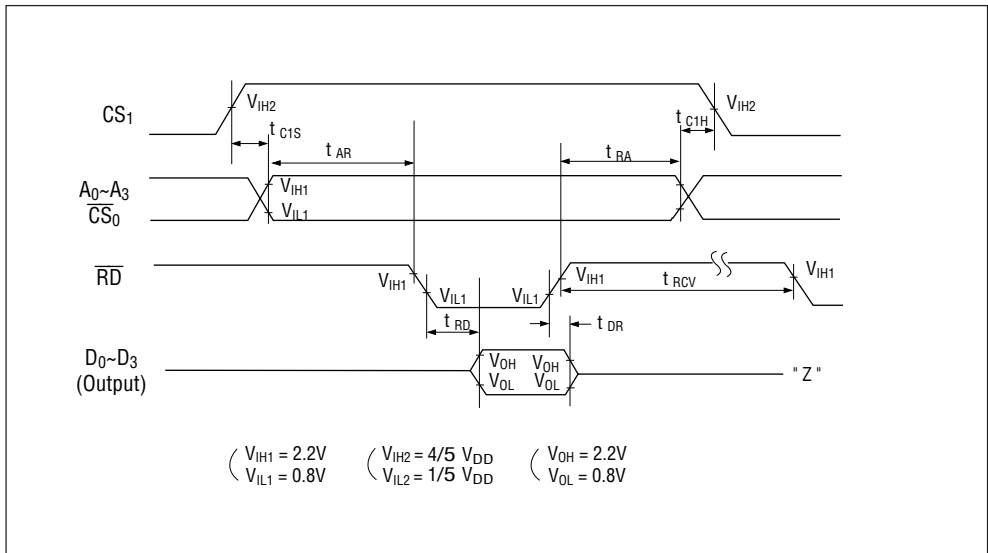 CS1
VIH2
VIH2
t C1S
t C1H
t AR
t RA
A0~A3
CS0
VIH1
VIL1
RD
VIH1
VIL1
VIL1
VIH1
VIH1
t RCV
t RD
t DR
D0~D3
(Output)
VOH
VOH
VOL
VOL
" Z "
VIH1 = 2.2V
VIL1 = 0.8V
VIH2 = 4/5 VDD
VIL2 = 1/5 VDD
VOH = 2.2V
VOL = 0.8V